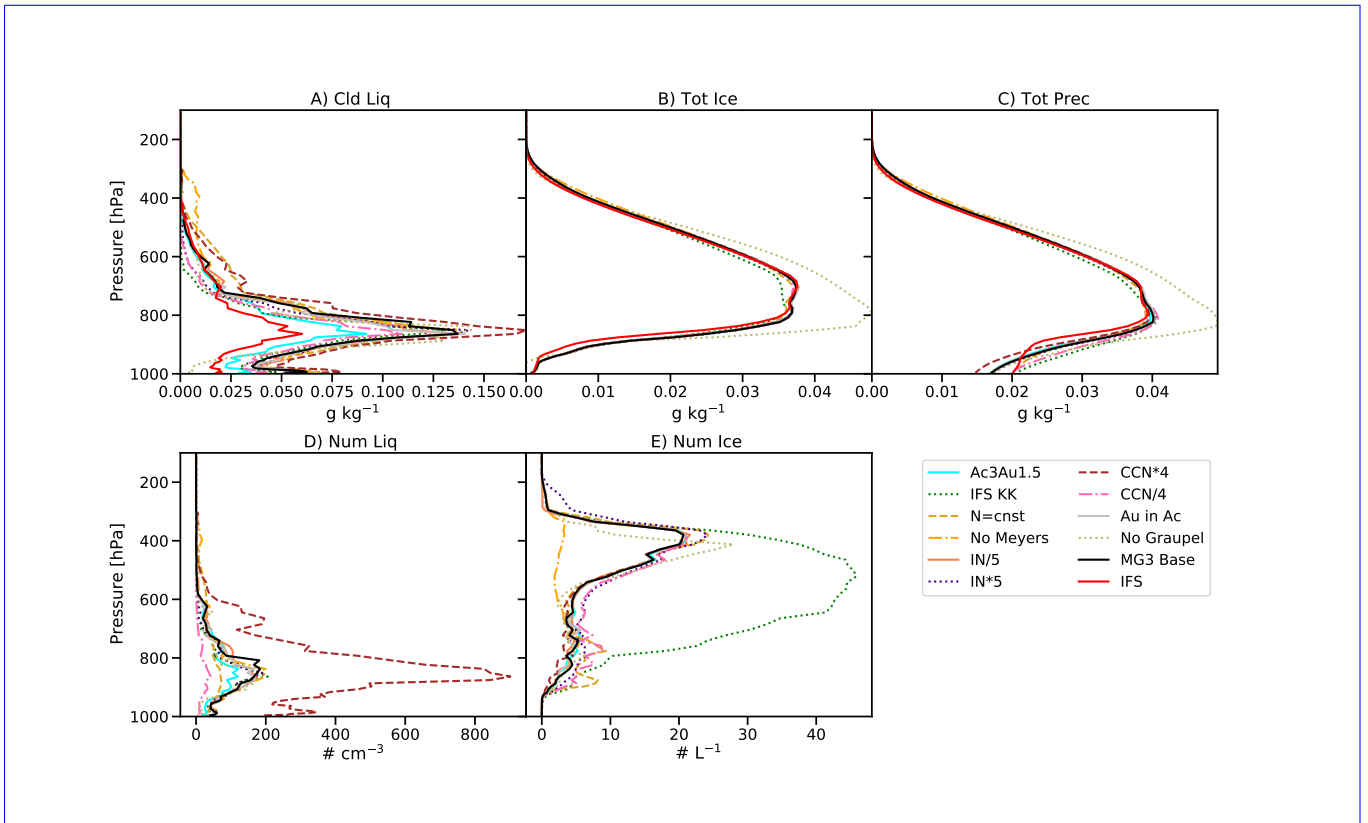 A) Cld Liq
B) Tot Ice
C) Tot Prec
Pressure [hPa]
200
400
600
800
1000
0.000 0.025 0.050 0.075 0.100 0.125 0.150 0.00 0.01 0.02 0.03 0.04 0.00 0.01 0.02 0.03 0.04
g kg⁻¹
g kg⁻¹
g kg⁻¹
D) Num Liq
E) Num Ice
Pressure [hPa]
200
400
600
800
1000
0 200 400 600 800
0 10 20 30 40
# cm⁻³
# L⁻¹
Ac3Au1.5
IFS KK
N=cnst
No Meyers
IN/5
IN*5
CCN*4
CCN/4
Au in Ac
No Graupel
MG3 Base
IFS